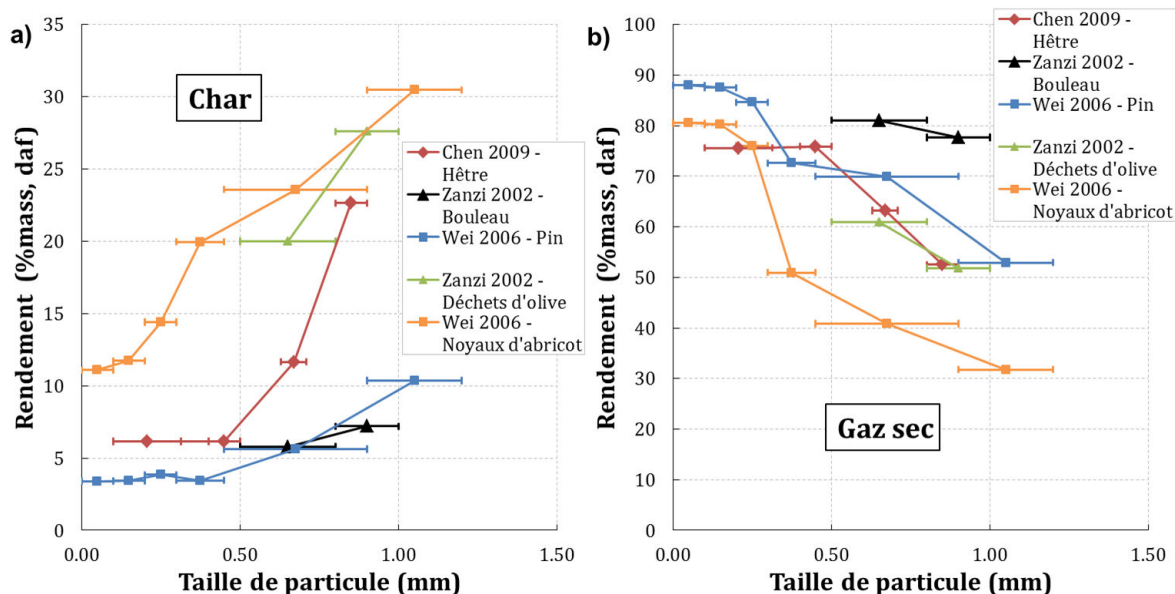 a)
Rendement (%mass, daf)
35
30
25
20
15
10
5
0
0.00 0.50 1.00 1.50
Taille de particule (mm)
Char
Chen 2009 -
Hêtre
Zanzi 2002 -
Bouleau
Wei 2006 - Pin
Zanzi 2002 -
Déchets d'olive
Wei 2006 -
Noyaux d'abricot
b)
Rendement (%mass, daf)
100
90
80
70
60
50
40
30
20
10
0
0.00 0.50 1.00 1.50
Taille de particule (mm)
Gaz sec
Chen 2009 -
Hêtre
Zanzi 2002 -
Bouleau
Wei 2006 - Pin
Zanzi 2002 -
Déchets d'olive
Wei 2006 -
Noyaux d'abricot